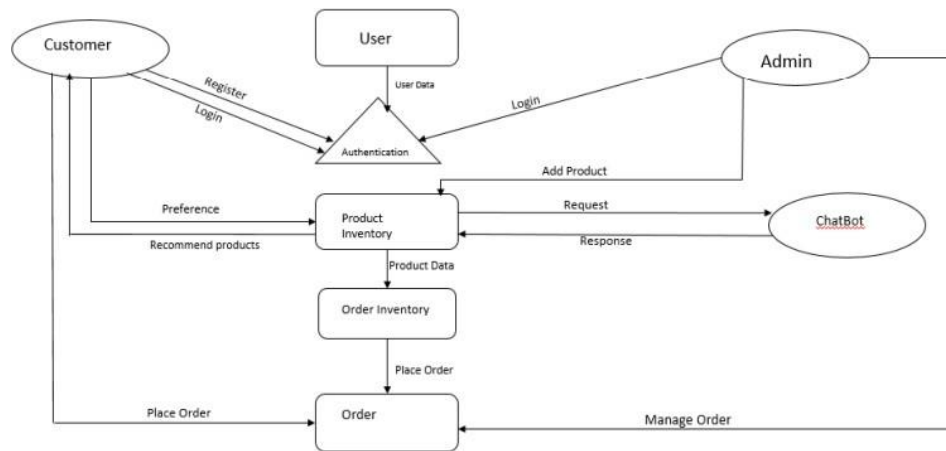 User
Customer
Admin
User Data
Register
Login
Login
Authentication
Add Product
Preference
Product
Inventory
Request
ChatBot
Recommend products
Response
Product Data
Order Inventory
Place Order
Place Order
Order
Manage Order